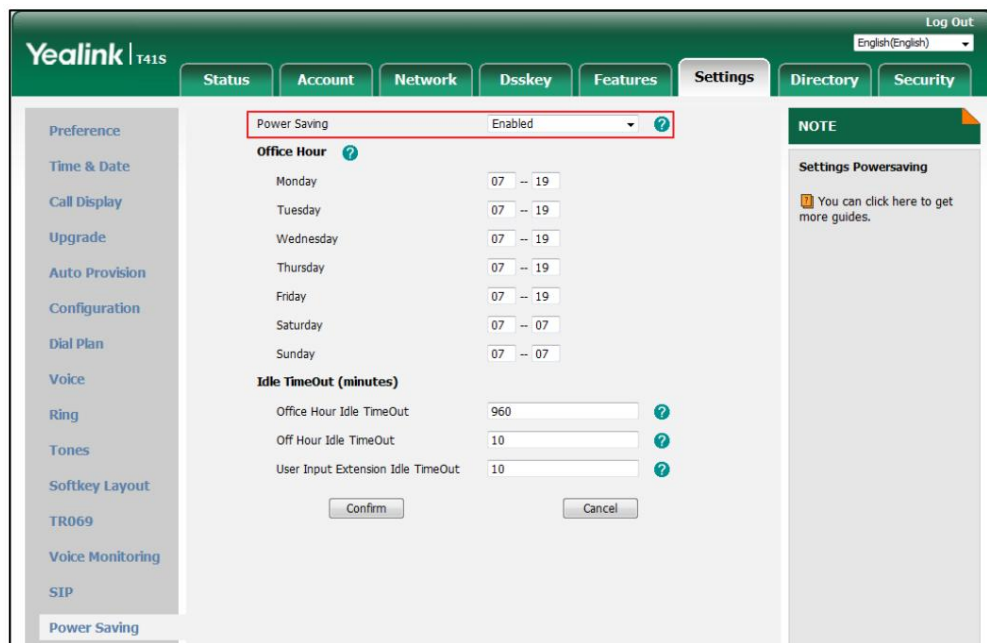 Log Out
English(English)
Yealink | T41S
Status Account Network Dsskey Features Settings Directory Security
Preference
Time & Date
Call Display
Upgrade
Auto Provision
Configuration
Dial Plan
Voice
Ring
Tones
Softkey Layout
TR069
Voice Monitoring
SIP
Power Saving
Power Saving Enabled ?
Office Hour ?
Monday 07 -- 19
Tuesday 07 -- 19
Wednesday 07 -- 19
Thursday 07 -- 19
Friday 07 -- 19
Saturday 07 -- 07
Sunday 07 -- 07
Idle TimeOut (minutes)
Office Hour Idle TimeOut 960 ?
Off Hour Idle TimeOut 10 ?
User Input Extension Idle TimeOut 10 ?
Confirm Cancel
NOTE
Settings Powersaving
? You can click here to get
more guides.